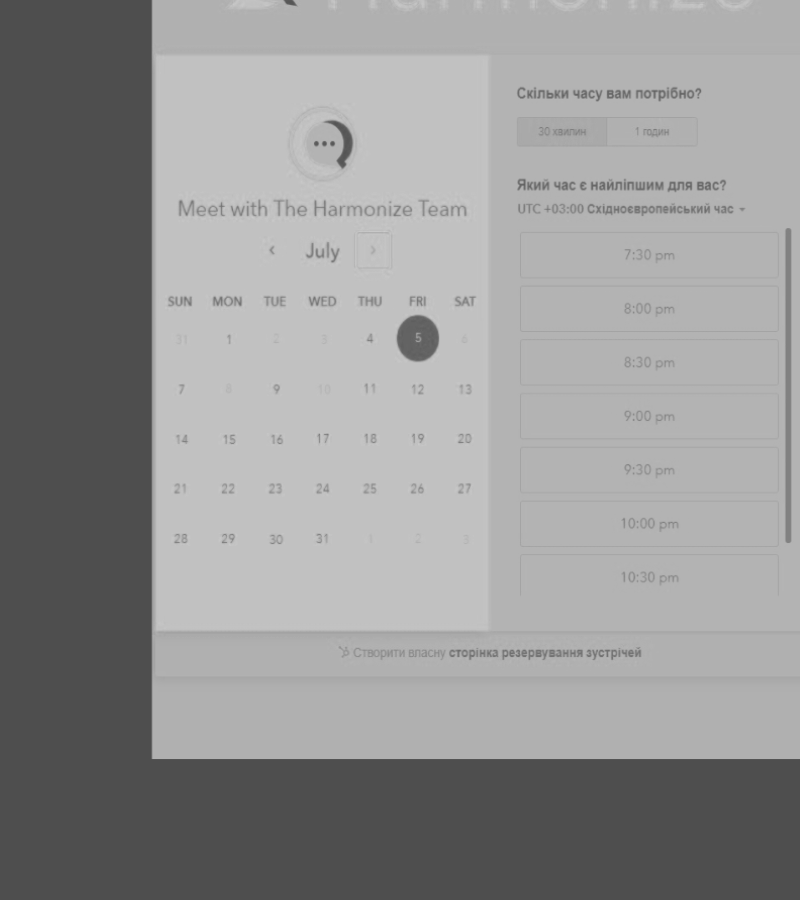 Harmonize
Meet with The Harmonize Team
‹ July ›
SUN MON TUE WED THU FRI SAT
31 1 2 3 4 5 6
7 8 9 10 11 12 13
14 15 16 17 18 19 20
21 22 23 24 25 26 27
28 29 30 31 1 2 3
Скільки часу вам потрібно?
30 хвилин 1 годин
Який час є найліпшим для вас?
UTC +03:00 Східноєвропейський час
7:30 pm
8:00 pm
8:30 pm
9:00 pm
9:30 pm
10:00 pm
10:30 pm
Створити власну сторінка резервування зустрічей